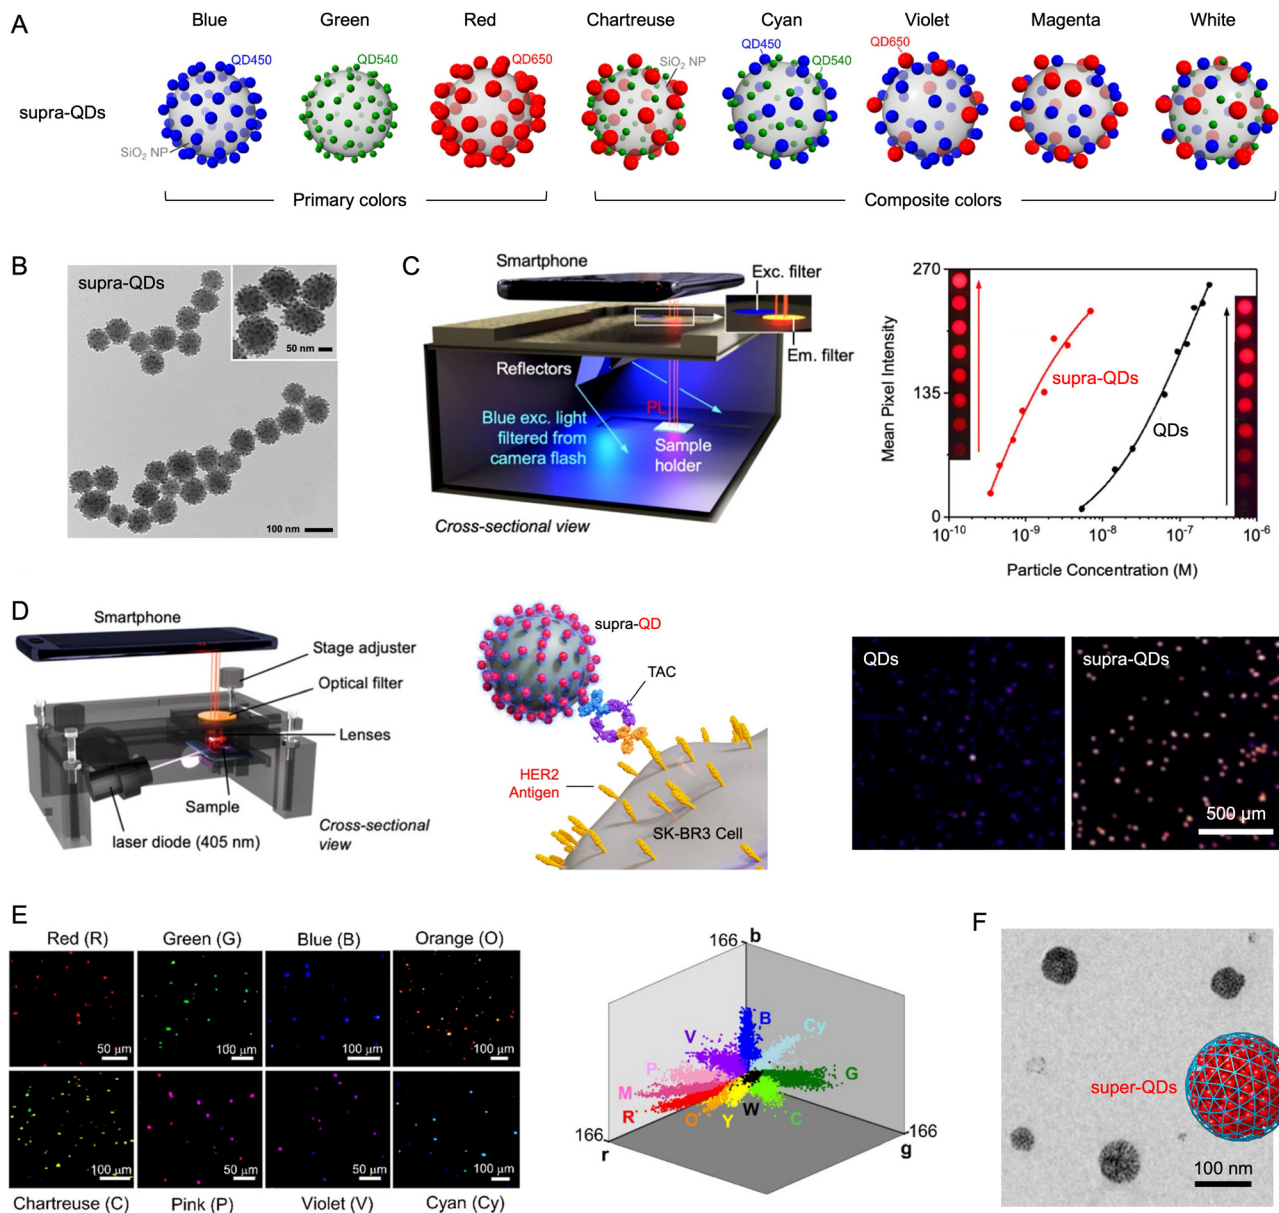 A
Blue
Green
Red
Chartreuse
Cyan
Violet
Magenta
White
QD450
QD540
QD650
SiO₂ NP
QD450
QD540
QD650
supra-QDs
SiO₂ NP
Primary colors
Composite colors
B
supra-QDs
50 nm
100 nm
C
Smartphone
Exc. filter
Em. filter
Reflectors
PL
Blue exc. light
filtered from
camera flash
Sample
holder
Cross-sectional view
270
135
0
Mean Pixel Intensity
supra-QDs
QDs
10⁻¹⁰
10⁻⁹
10⁻⁸
10⁻⁷
10⁻⁶
Particle Concentration (M)
D
Smartphone
Stage adjuster
Optical filter
Lenses
Sample
laser diode (405 nm)
Cross-sectional
view
supra-QD
TAC
HER2
Antigen
SK-BR3 Cell
QDs
supra-QDs
500 µm
E
Red (R)
Green (G)
Blue (B)
Orange (O)
50 µm
100 µm
100 µm
100 µm
100 µm
50 µm
50 µm
100 µm
Chartreuse (C)
Pink (P)
Violet (V)
Cyan (Cy)
166
b
B
Cy
V
P
G
M
R
O
Y
W
C
166
r
166
g
F
super-QDs
100 nm